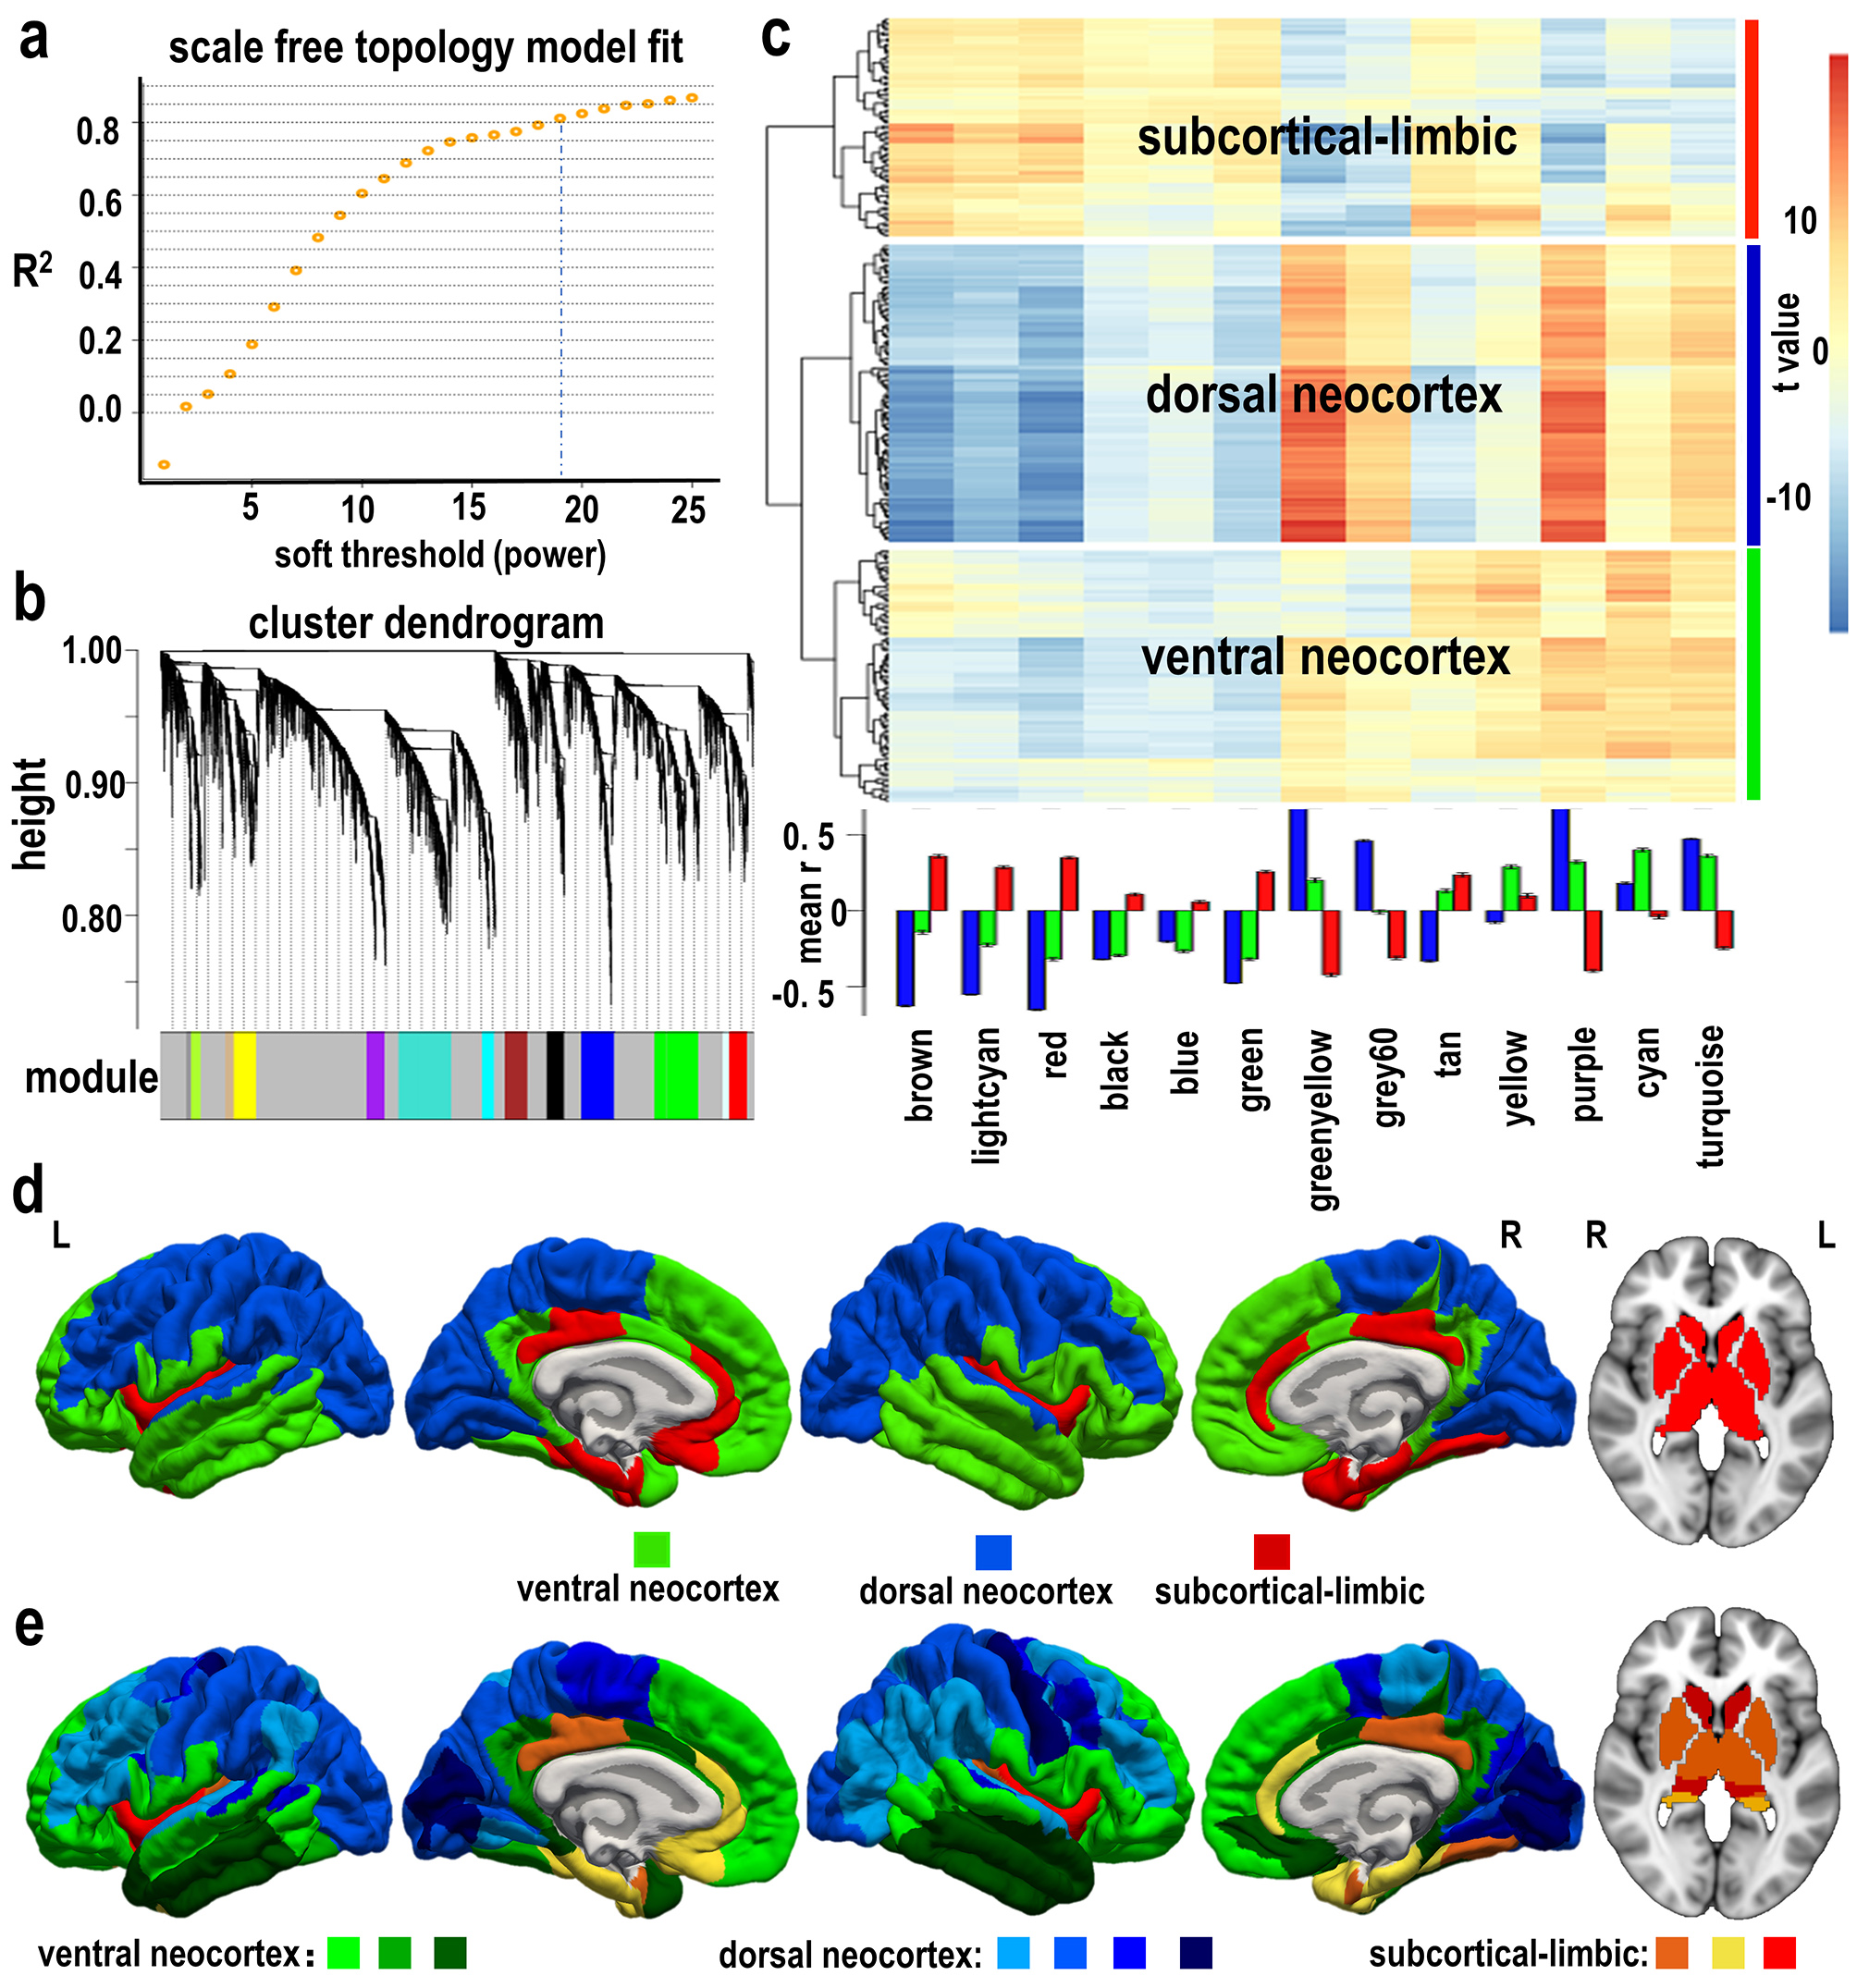 a
scale free topology model fit
R2
0.8
0.6
0.4
0.2
0.0
5 10 15 20 25
soft threshold (power)
b
cluster dendrogram
height
1.00
0.90
0.80
module
c
subcortical-limbic
dorsal neocortex
ventral neocortex
t value
10
0
-10
mean r
0. 5
0
-0. 5
brown
lightcyan
red
black
blue
green
greenyellow
grey60
tan
yellow
purple
cyan
turquoise
d
L R R L
ventral neocortex dorsal neocortex subcortical-limbic
e
ventral neocortex: dorsal neocortex: subcortical-limbic: